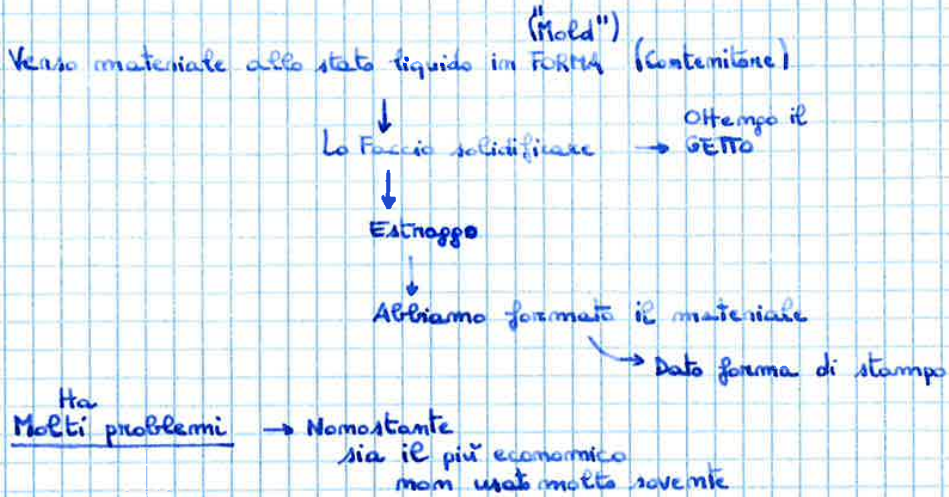 ("Mold")
Verso materiale allo stato liquido in FORMA (Contenitore)
↓
Lo Faccio solidificare → Ottengo il GETTO
↓
Estraggo
↓
Abbiamo formato il materiale
→ Dato forma di stampo
Ha
Molti problemi → Nonostante
sia il più economico
non usato molto sovente